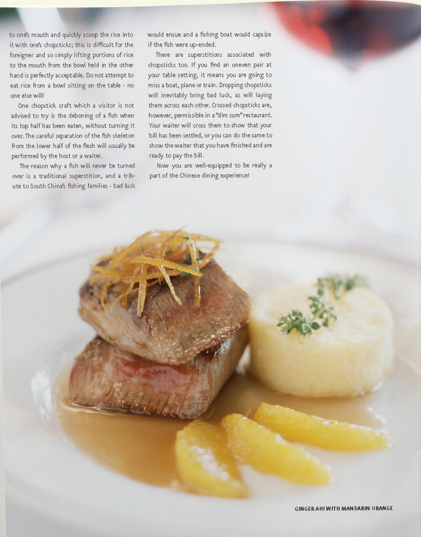 to one's mouth and quickly scoop the rice into
it with one's chopsticks; this is difficult for the
foreigner and so simply lifting portions of rice
to the mouth from the bowl held in the other
hand is perfectly acceptable. Do not attempt to
eat rice from a bowl sitting on the table - no
one else will!
One chopstick craft which a visitor is not
advised to try is the deboning of a fish when
its top half has been eaten, without turning it
over. The careful separation of the fish skeleton
from the lower half of the flesh will usually be
performed by the host or a waiter.
The reason why a fish will never be turned
over is a traditional superstition, and a trib-
ute to South China's fishing families - bad luck
would ensue and a fishing boat would capsize
if the fish were up-ended.
There are superstitions associated with
chopsticks too. If you find an uneven pair at
your table setting, it means you are going to
miss a boat, plane or train. Dropping chopsticks
will inevitably bring bad luck, as will laying
them across each other. Crossed chopsticks are,
however, permissible in a "dim sum" restaurant.
Your waiter will cross them to show that your
bill has been settled, or you can do the same to
show the waiter that you have finished and are
ready to pay the bill.
Now you are well-equipped to be really a
part of the Chinese dining experience!
GINGER AHI WITH MANDARIN ORANGE